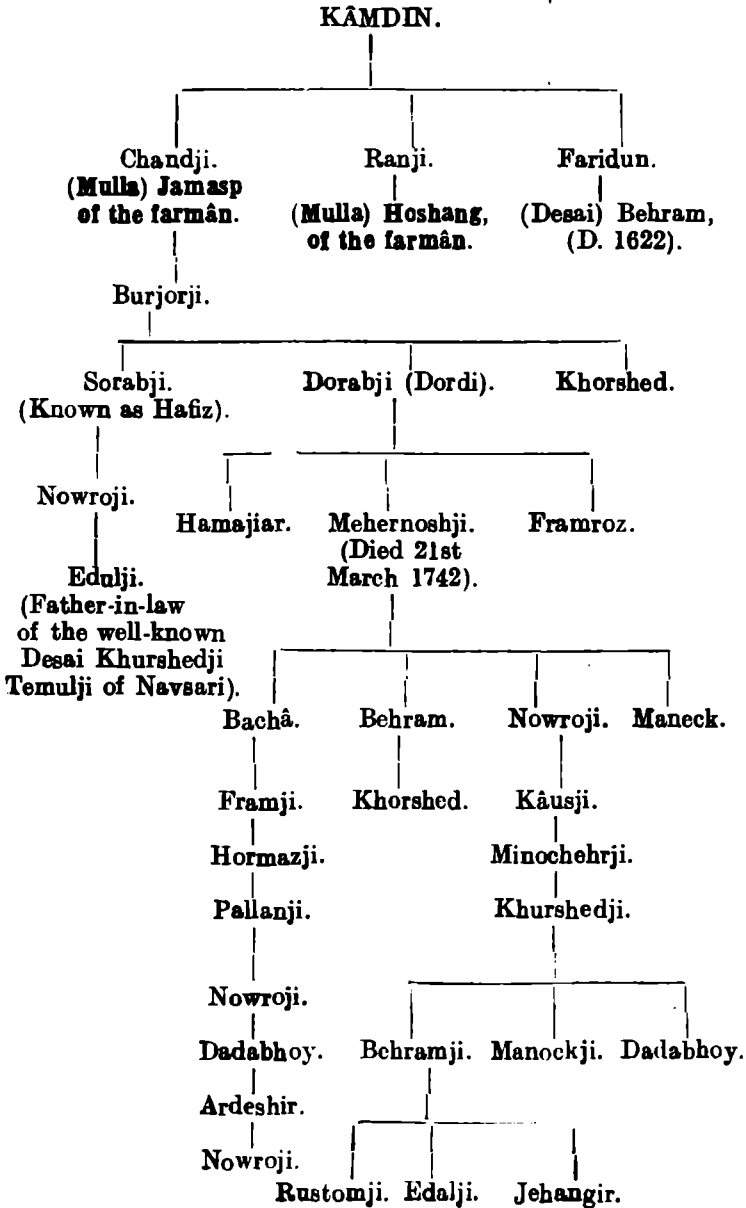 KÂMDIN.
Chandji. Ranji. Faridun.
(Mulla) Jamasp (Mulla) Hoshang, (Desai) Behram,
of the farmân. of the farmân. (D. 1622).
Burjorji.
Sorabji. Dorabji (Dordi). Khorshed.
(Known as Hafiz).
Nowroji.
Hamajiar. Mehernoshji. Framroz.
(Died 21st
March 1742).
Edulji.
(Father-in-law
of the well-known
Desai Khurshedji
Temulji of Navsari).
Bachâ. Behram. Nowroji. Maneck.
Framji. Khorshed. Kâusji.
Hormazji. Minochehrji.
Pallanji. Khurshedji.
Nowroji.
Dadabhoy. Behramji. Manockji. Dadabhoy.
Ardeshir.
Nowroji.
Rustomji. Edalji. Jehangir.